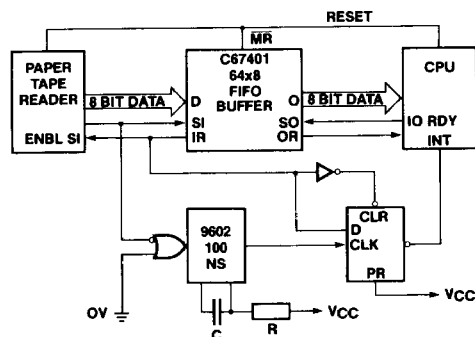 RESET
MR
PAPER
TAPE
READER
ENBL SI
8 BIT DATA
C67401
64x8
FIFO
BUFFER
D
SI
IR
O
SO
OR
8 BIT DATA
CPU
IO RDY
INT
CLR
D
CLK
PR
9602
100
NS
OV
C
R
VCC
VCC